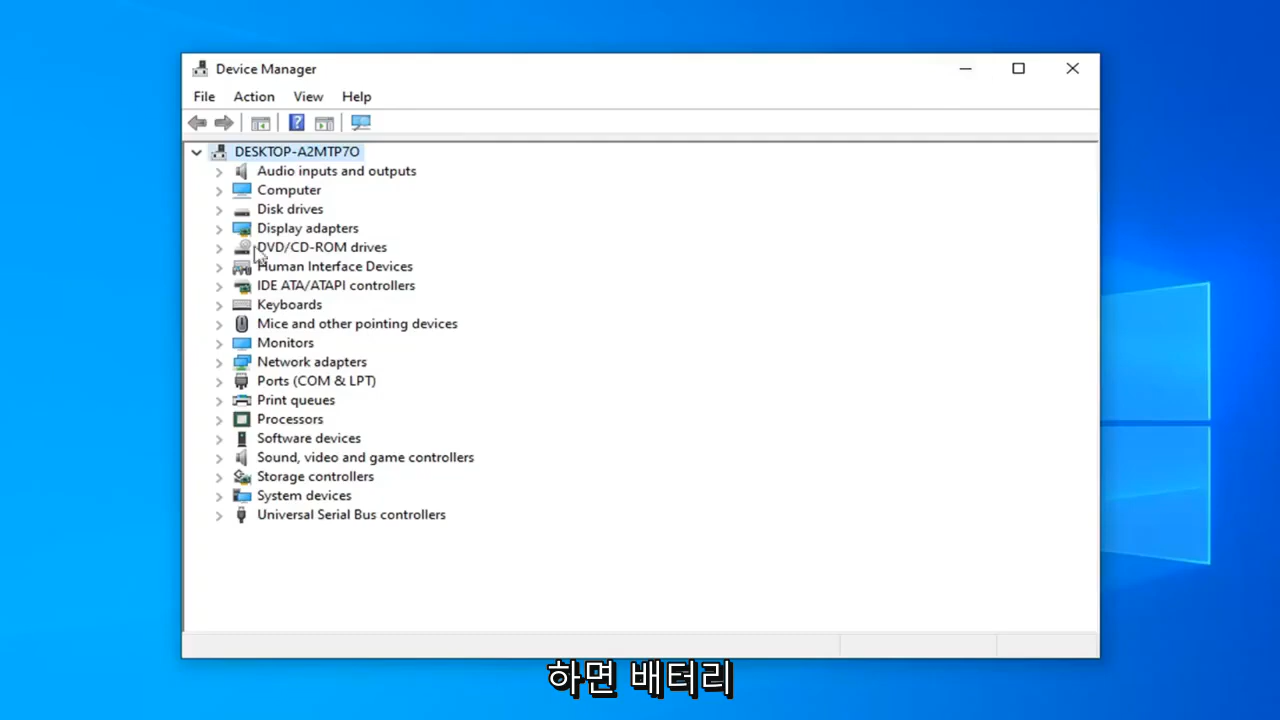 Device Manager
File Action View Help
DESKTOP-A2MTP7O
Audio inputs and outputs
Computer
Disk drives
Display adapters
DVD/CD-ROM drives
Human Interface Devices
IDE ATA/ATAPI controllers
Keyboards
Mice and other pointing devices
Monitors
Network adapters
Ports (COM & LPT)
Print queues
Processors
Software devices
Sound, video and game controllers
Storage controllers
System devices
Universal Serial Bus controllers
하면 배터리